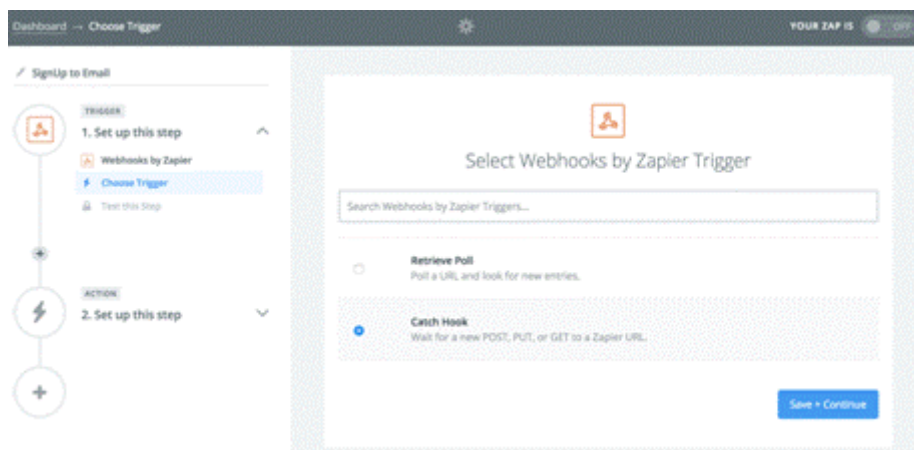 Dashboard → Choose Trigger
YOUR ZAP IS OFF
SignUp to Email
TRIGGER
1. Set up this step
Webhooks by Zapier
Choose Trigger
Test this Step
ACTION
2. Set up this step
Select Webhooks by Zapier Trigger
Search Webhooks by Zapier Triggers...
Retrieve Poll
Poll a URL and look for new entries.
Catch Hook
Wait for a new POST, PUT, or GET to a Zapier URL.
Save + Continue